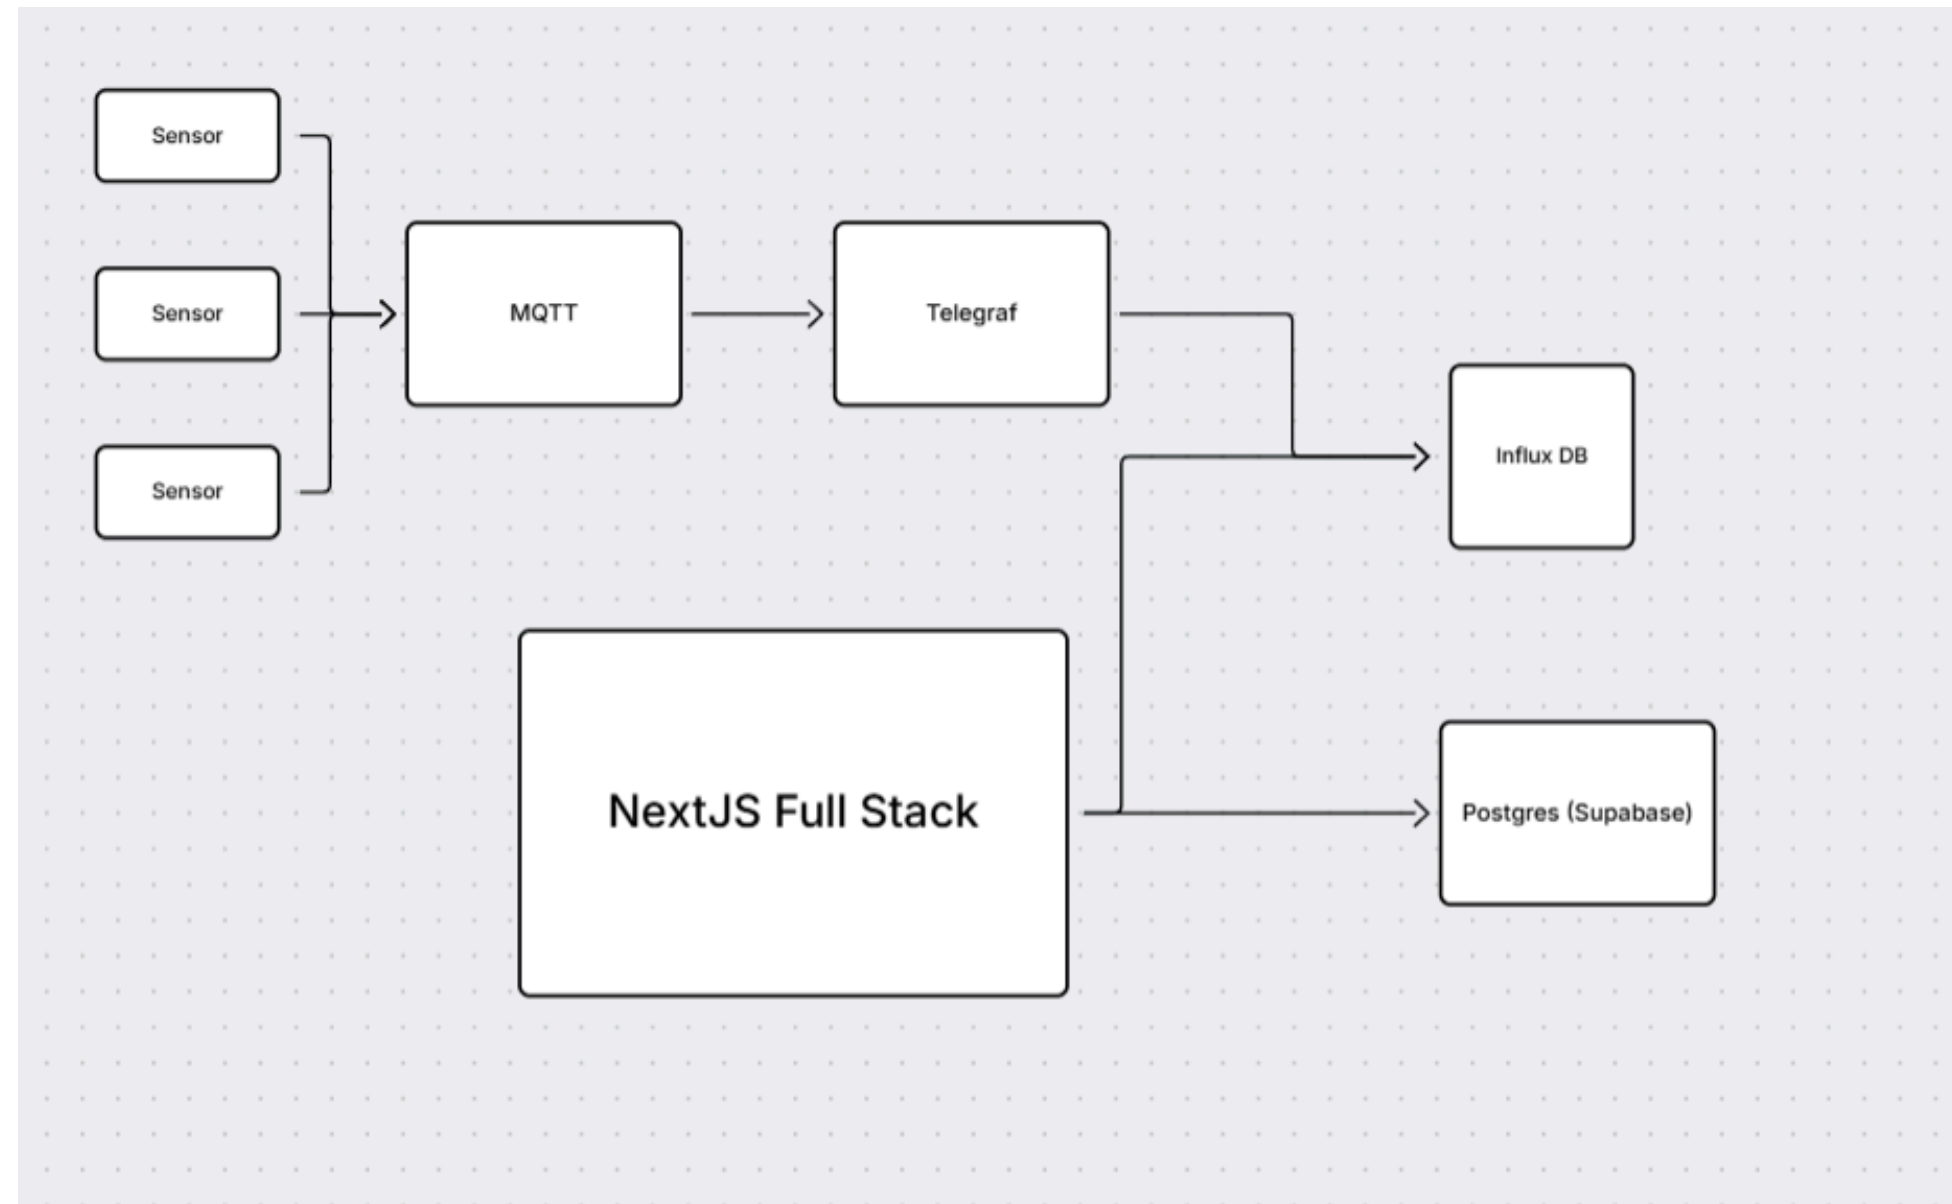 Sensor
Sensor
Sensor
MQTT
Telegraf
Influx DB
NextJS Full Stack
Postgres (Supabase)